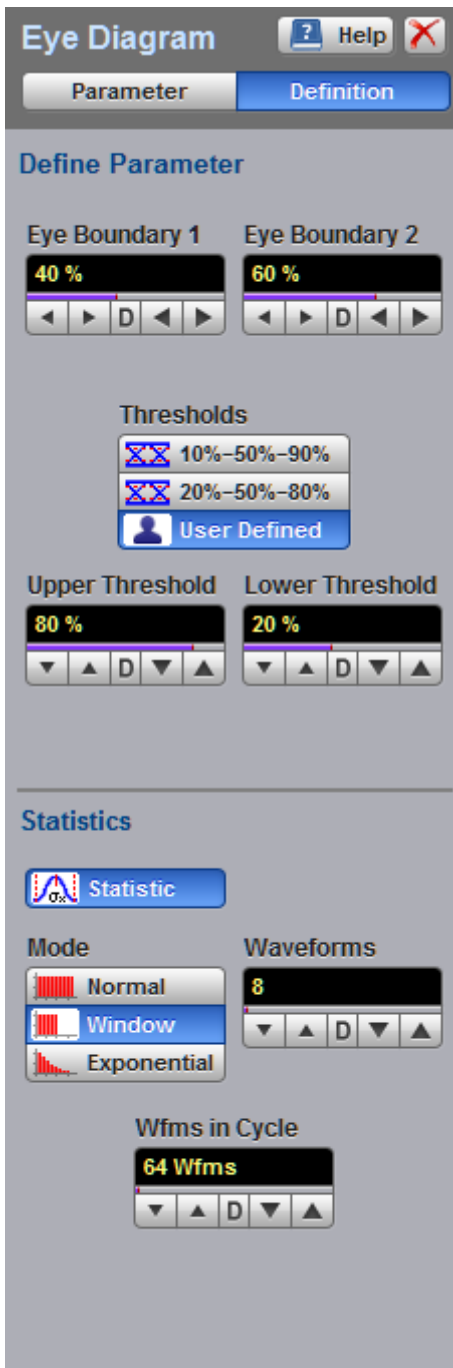 Eye Diagram ? Help
Parameter Definition
Define Parameter
Eye Boundary 1 Eye Boundary 2
40 % 60 %
D D
Thresholds
10%-50%-90%
20%-50%-80%
User Defined
Upper Threshold Lower Threshold
80 % 20 %
D D
Statistics
σx Statistic
Mode Waveforms
Normal 8
Window D
Exponential
Wfms in Cycle
64 Wfms
D